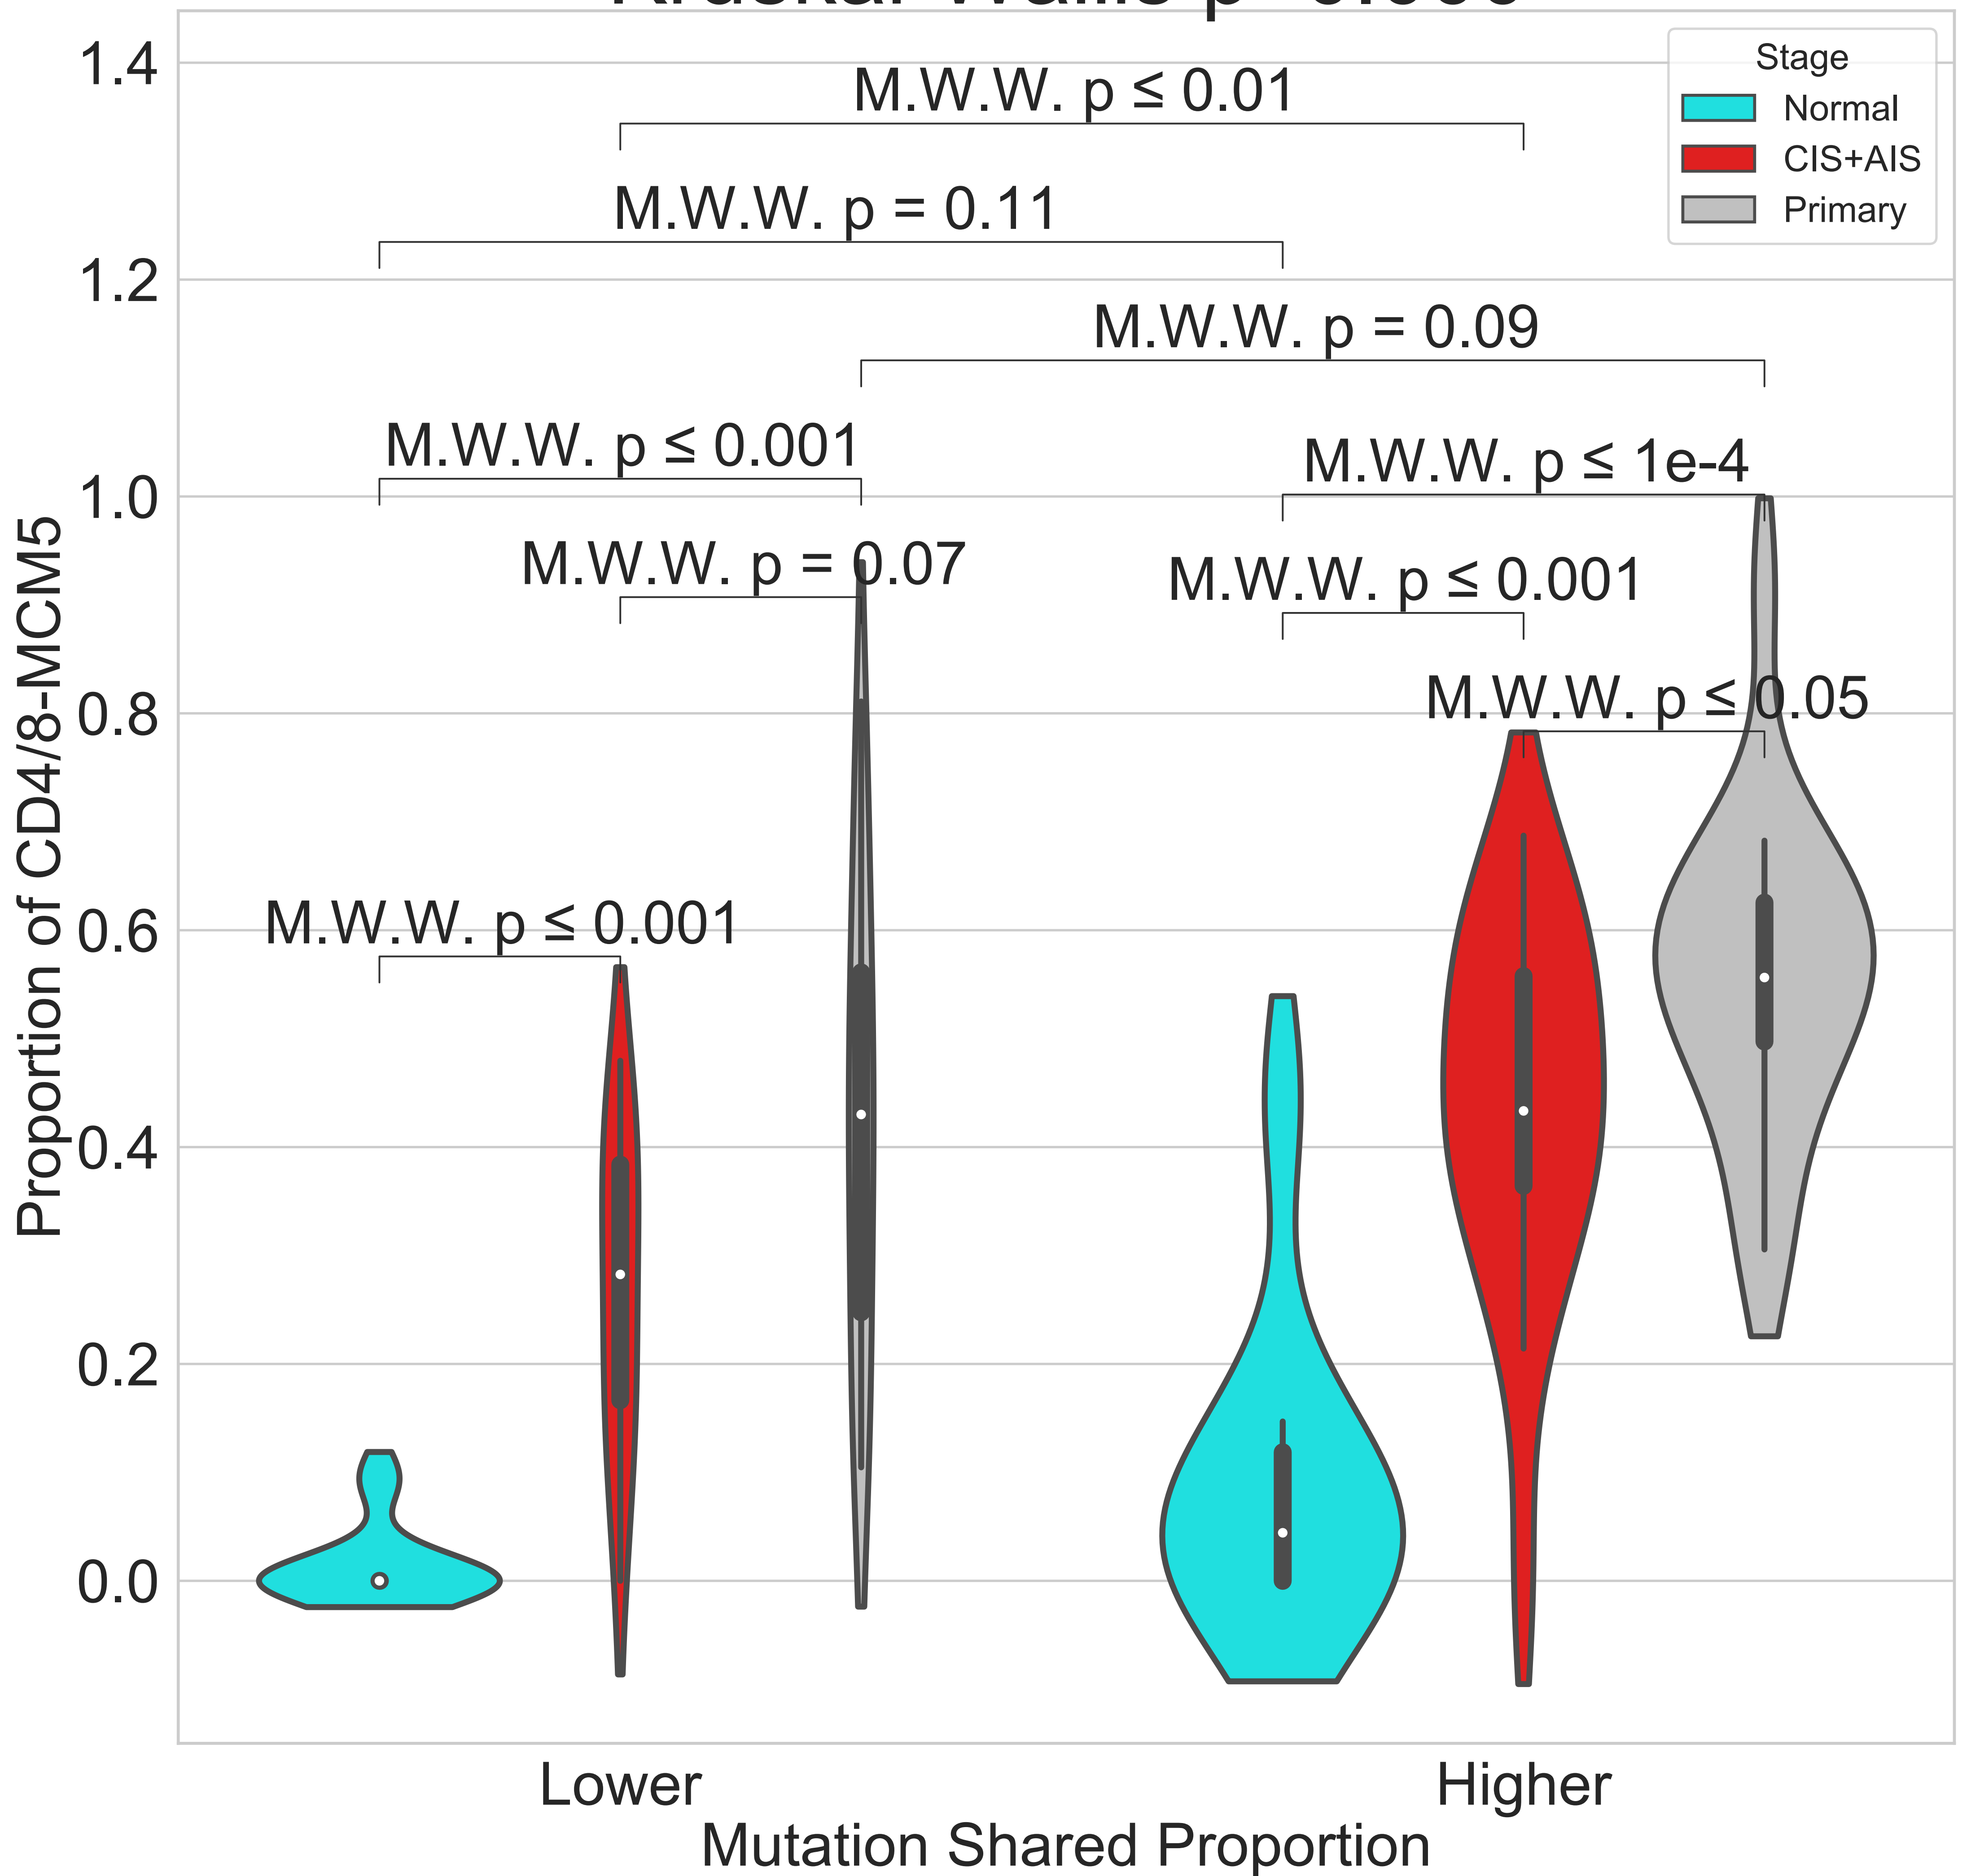 1.4
1.2
1.0
0.8
0.6
0.4
0.2
0.0
Proportion of CD4/8-MCM5
M.W.W. p ≤ 0.01
M.W.W. p = 0.11
M.W.W. p = 0.09
M.W.W. p ≤ 0.001
M.W.W. p ≤ 1e-4
M.W.W. p = 0.07
M.W.W. p ≤ 0.001
M.W.W. p ≤ 0.05
M.W.W. p ≤ 0.001
Stage
Normal
CIS+AIS
Primary
Lower
Higher
Mutation Shared Proportion